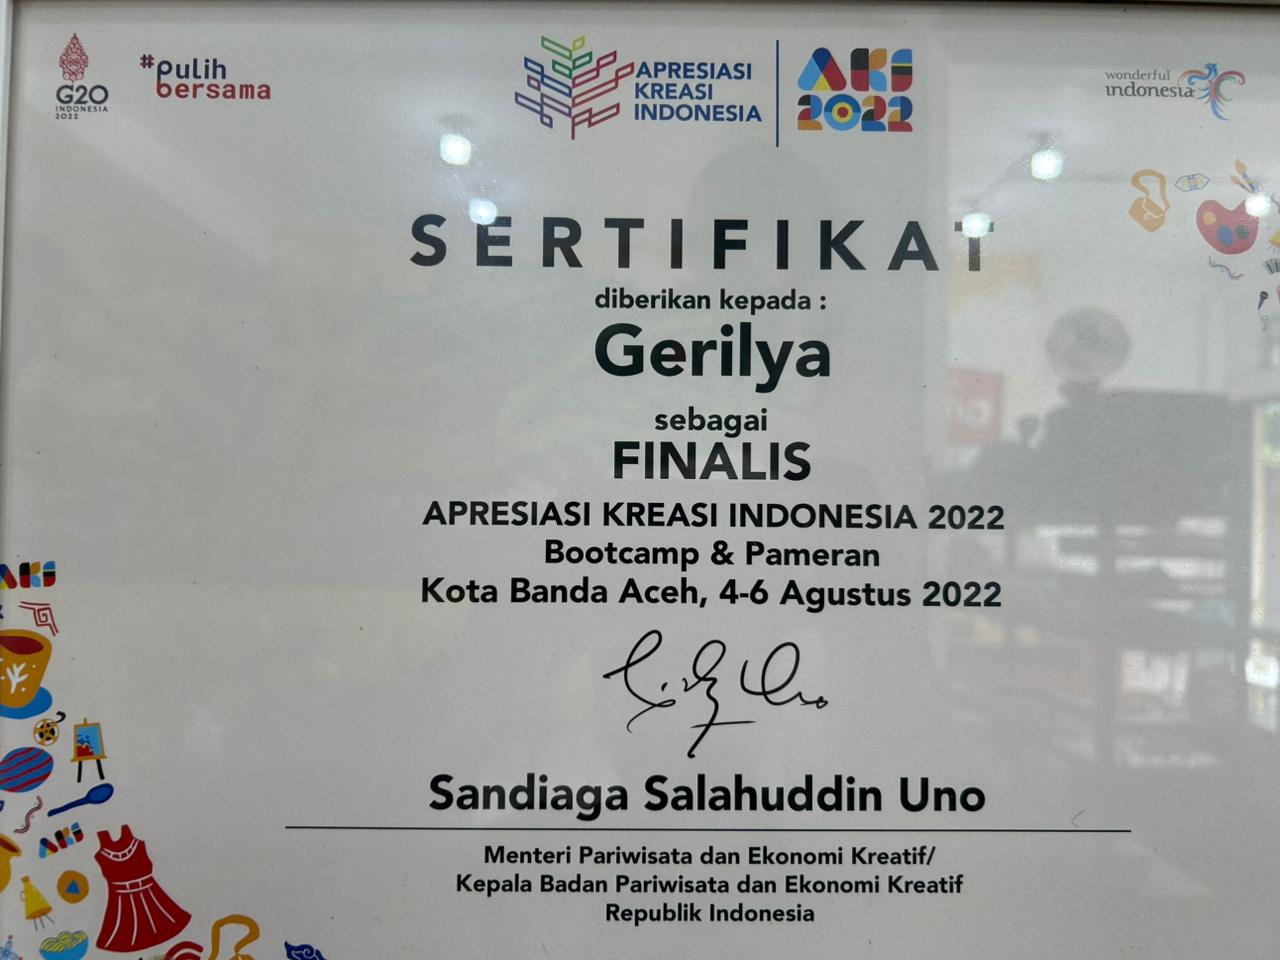 G20
INDONESIA
2022
#pulih
bersama
APRESIASI
KREASI
INDONESIA
AKI
2022
wonderful
indonesia
SERTIFIKAT
diberikan kepada :
Gerilya
sebagai
FINALIS
APRESIASI KREASI INDONESIA 2022
Bootcamp & Pameran
Kota Banda Aceh, 4-6 Agustus 2022
AKI
AKI
Sandiaga Salahuddin Uno
Menteri Pariwisata dan Ekonomi Kreatif/
Kepala Badan Pariwisata dan Ekonomi Kreatif
Republik Indonesia